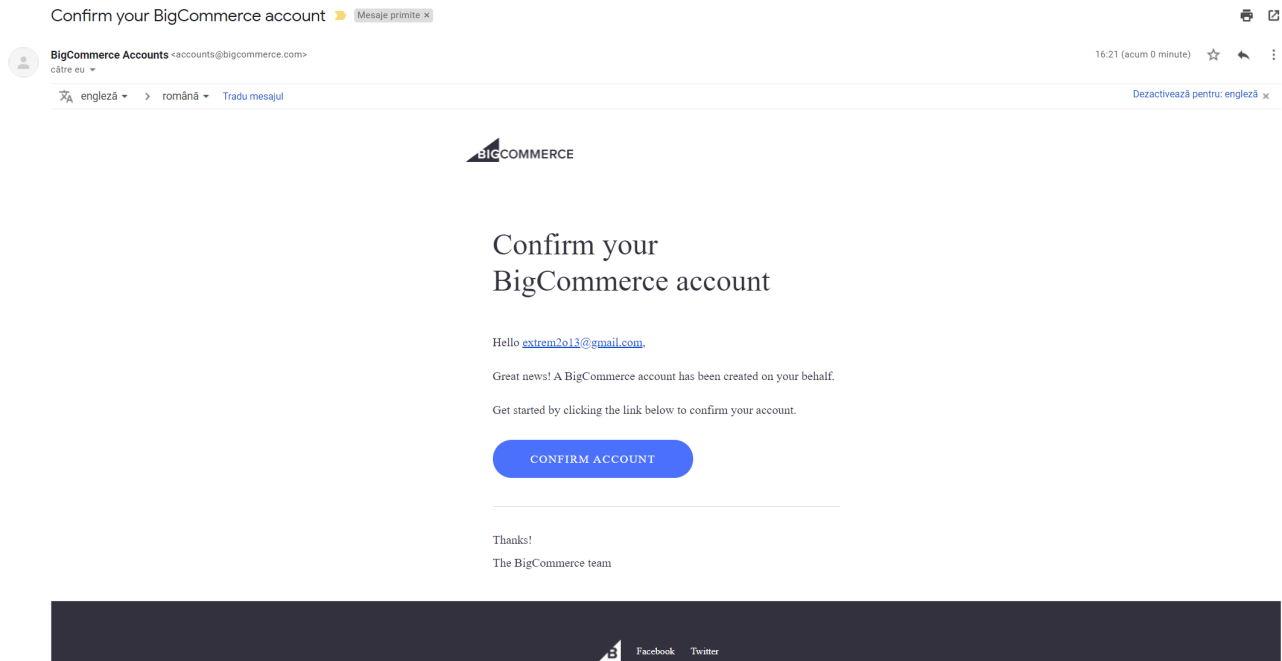 Confirm your BigCommerce account Mesaje primite ×
BigCommerce Accounts <accounts@bigcommerce.com> 16:21 (acum 0 minute)
către eu
engleză > română Tradu mesajul Dezactivează pentru: engleză ×
BIGCOMMERCE
Confirm your
BigCommerce account
Hello extrem2o13@gmail.com,
Great news! A BigCommerce account has been created on your behalf.
Get started by clicking the link below to confirm your account.
CONFIRM ACCOUNT
Thanks!
The BigCommerce team
B Facebook Twitter